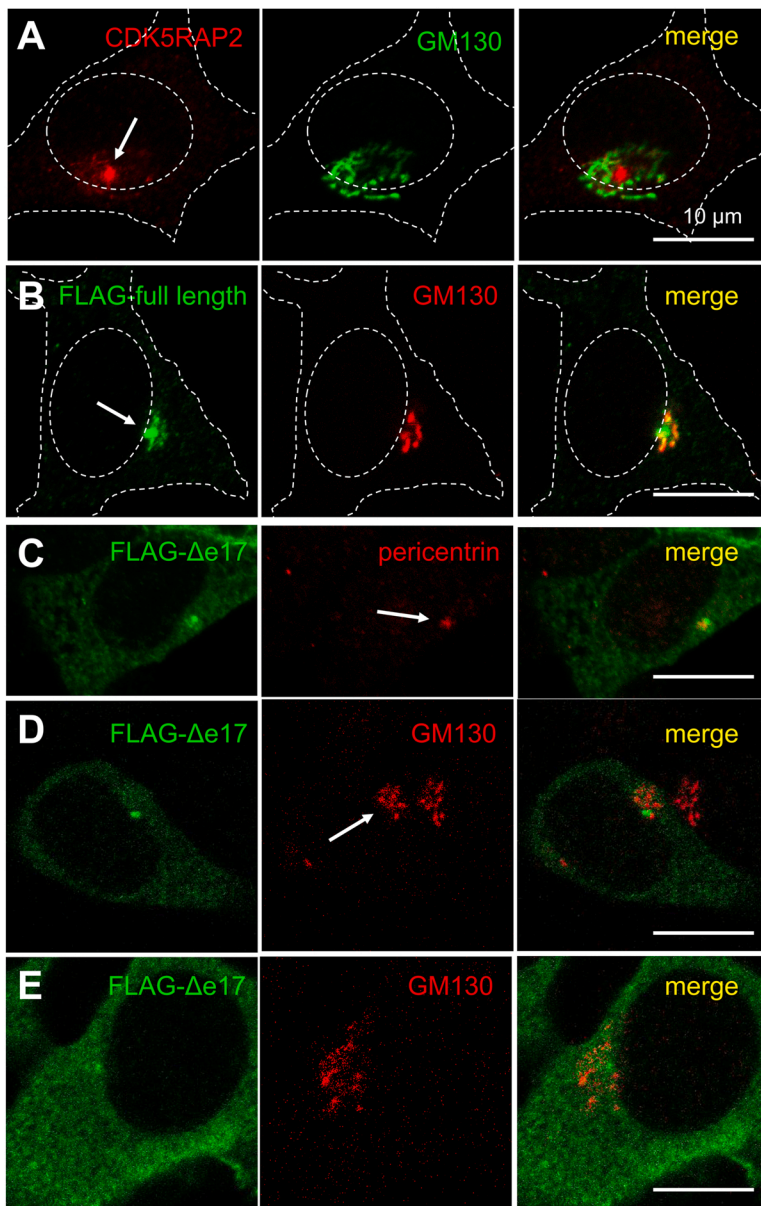 A CDK5RAP2 GM130 merge
10 µm
B FLAG-full length GM130 merge
C FLAG-Δe17 pericentrin merge
D FLAG-Δe17 GM130 merge
E FLAG-Δe17 GM130 merge